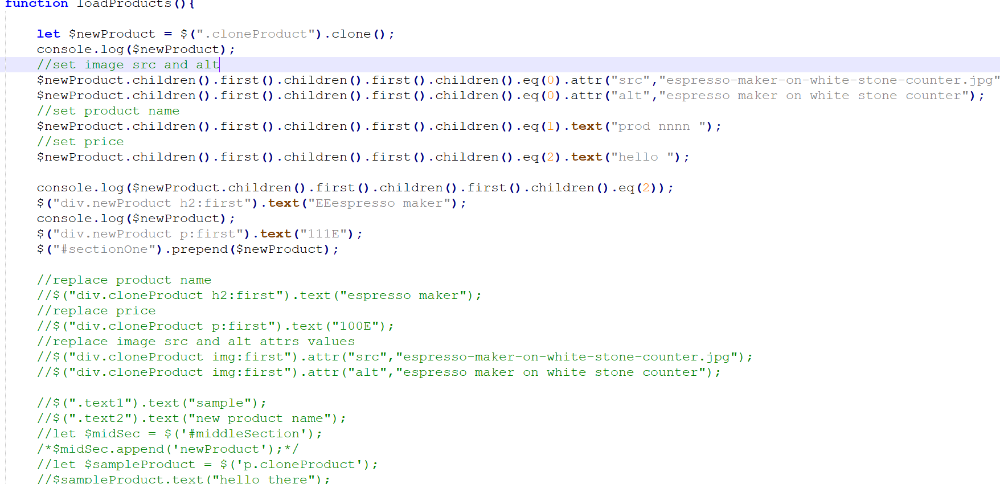 function loadProducts(){
let $newProduct = $(".cloneProduct").clone();
console.log($newProduct);
//set image src and alt
$newProduct.children().first().children().first().children().eq(0).attr("src","espresso-maker-on-white-stone-counter.jpg"
$newProduct.children().first().children().first().children().eq(0).attr("alt","espresso maker on white stone counter");
//set product name
$newProduct.children().first().children().first().children().eq(1).text("prod nnnn ");
//set price
$newProduct.children().first().children().first().children().eq(2).text("hello ");
console.log($newProduct.children().first().children().first().children().eq(2));
$("div.newProduct h2:first").text("EEespresso maker");
console.log($newProduct);
$("div.newProduct p:first").text("111E");
$("#sectionOne").prepend($newProduct);
//replace product name
//$("div.cloneProduct h2:first").text("espresso maker");
//replace price
//$("div.cloneProduct p:first").text("100E");
//replace image src and alt attrs values
//$("div.cloneProduct img:first").attr("src","espresso-maker-on-white-stone-counter.jpg");
//$("div.cloneProduct img:first").attr("alt","espresso maker on white stone counter");
//$(".text1").text("sample");
//$(".text2").text("new product name");
//let $midSec = $('#middleSection');
/*$midSec.append('newProduct');*/
//let $sampleProduct = $('p.cloneProduct');
//$sampleProduct.text("hello there");